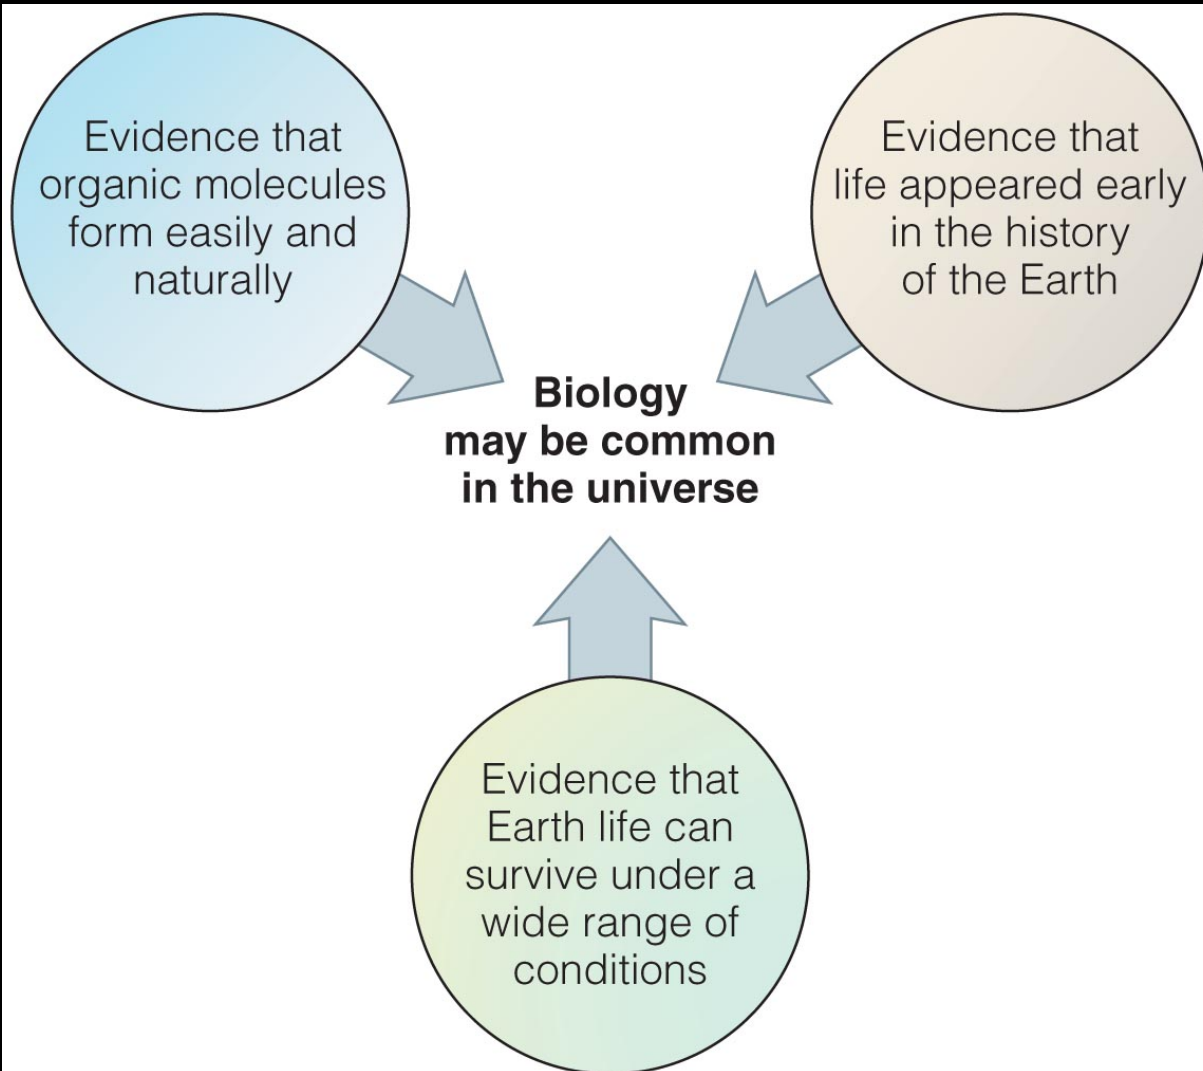 Evidence that
organic molecules
form easily and
naturally
Evidence that
life appeared early
in the history
of the Earth
Biology
may be common
in the universe
Evidence that
Earth life can
survive under a
wide range of
conditions